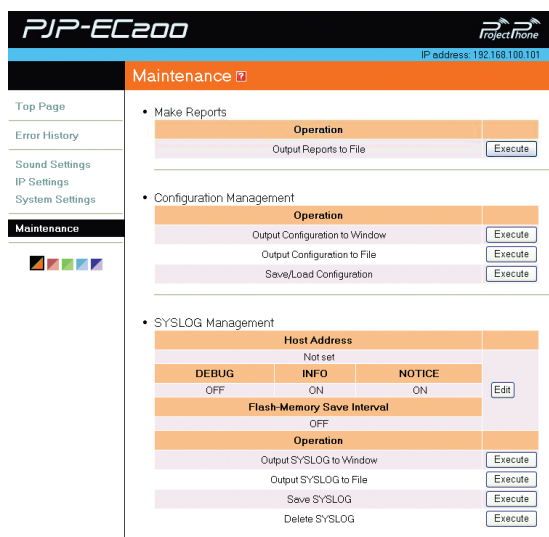 PJP-EC200
ProjectPhone
IP address: 192.168.100.101
Maintenance ?
Top Page
Error History
Sound Settings
IP Settings
System Settings
Maintenance
• Make Reports
Operation
Output Reports to File Execute
• Configuration Management
Operation
Output Configuration to Window Execute
Output Configuration to File Execute
Save/Load Configuration Execute
• SYSLOG Management
Host Address
Not set
DEBUG INFO NOTICE
OFF ON ON Edit
Flash-Memory Save Interval
OFF
Operation
Output SYSLOG to Window Execute
Output SYSLOG to File Execute
Save SYSLOG Execute
Delete SYSLOG Execute